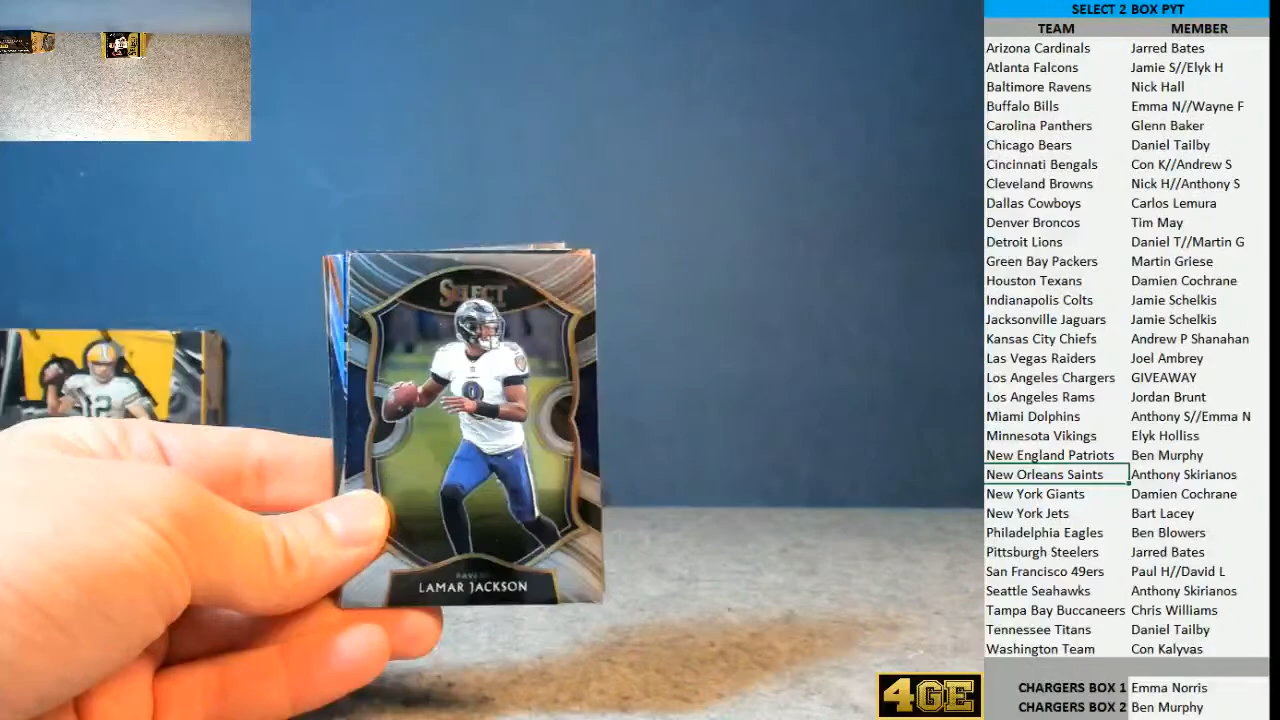 SELECT 2 BOX PYT
TEAM MEMBER
Arizona Cardinals Jarred Bates
Atlanta Falcons Jamie S//Elyk H
Baltimore Ravens Nick Hall
Buffalo Bills Emma N//Wayne F
Carolina Panthers Glenn Baker
Chicago Bears Daniel Tailby
Cincinnati Bengals Con K//Andrew S
Cleveland Browns Nick H//Anthony S
Dallas Cowboys Carlos Lemura
Denver Broncos Tim May
Detroit Lions Daniel T//Martin G
Green Bay Packers Martin Griese
Houston Texans Damien Cochrane
Indianapolis Colts Jamie Schelkis
Jacksonville Jaguars Jamie Schelkis
Kansas City Chiefs Andrew P Shanahan
Las Vegas Raiders Joel Ambrey
Los Angeles Chargers GIVEAWAY
Los Angeles Rams Jordan Brunt
Miami Dolphins Anthony S//Emma N
Minnesota Vikings Elyk Holliss
New England Patriots Ben Murphy
New Orleans Saints Anthony Skirianos
New York Giants Damien Cochrane
New York Jets Bart Lacey
Philadelphia Eagles Ben Blowers
Pittsburgh Steelers Jarred Bates
San Francisco 49ers Paul H//David L
Seattle Seahawks Anthony Skirianos
Tampa Bay Buccaneers Chris Williams
Tennessee Titans Daniel Tailby
Washington Team Con Kalyvas
CHARGERS BOX 1 Emma Norris
CHARGERS BOX 2 Ben Murphy
SELECT
8
RAVENS
LAMAR JACKSON
12
4GE